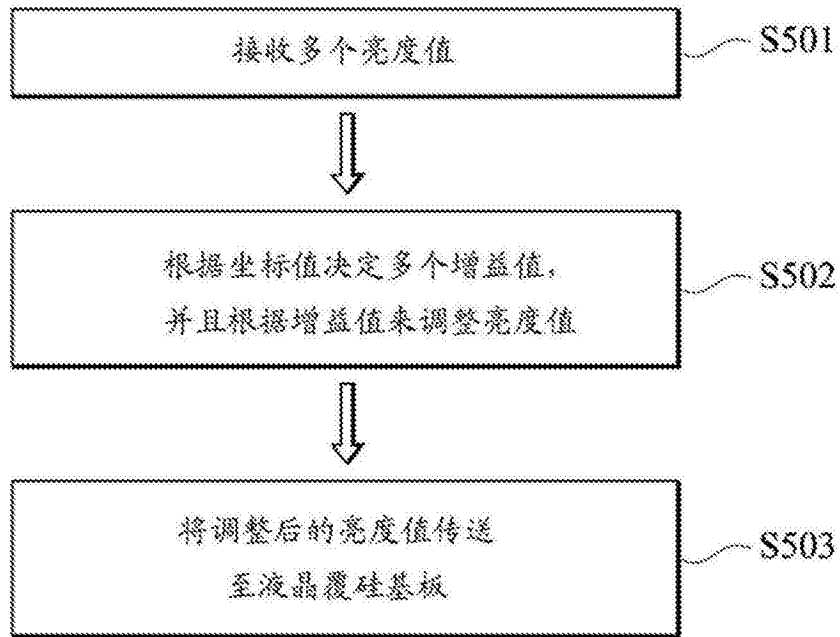 接收多个亮度值
S501
根据坐标值决定多个增益值,
并且根据增益值来调整亮度值
S502
将调整后的亮度值传送
至液晶覆硅基板
S503